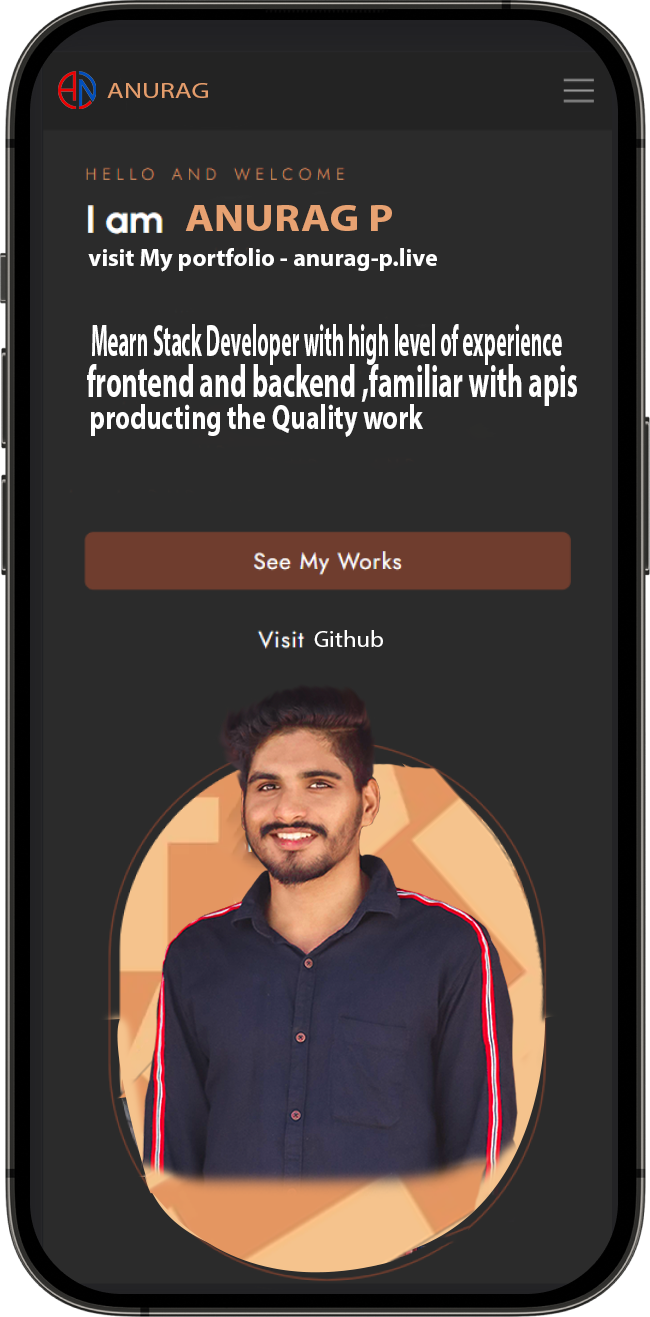 AN ANURAG
HELLO AND WELCOME
I am ANURAG P
visit My portfolio - anurag-p.live
Mearn Stack Developer with high level of experience
frontend and backend ,familiar with apis
producting the Quality work
See My Works
Visit Github